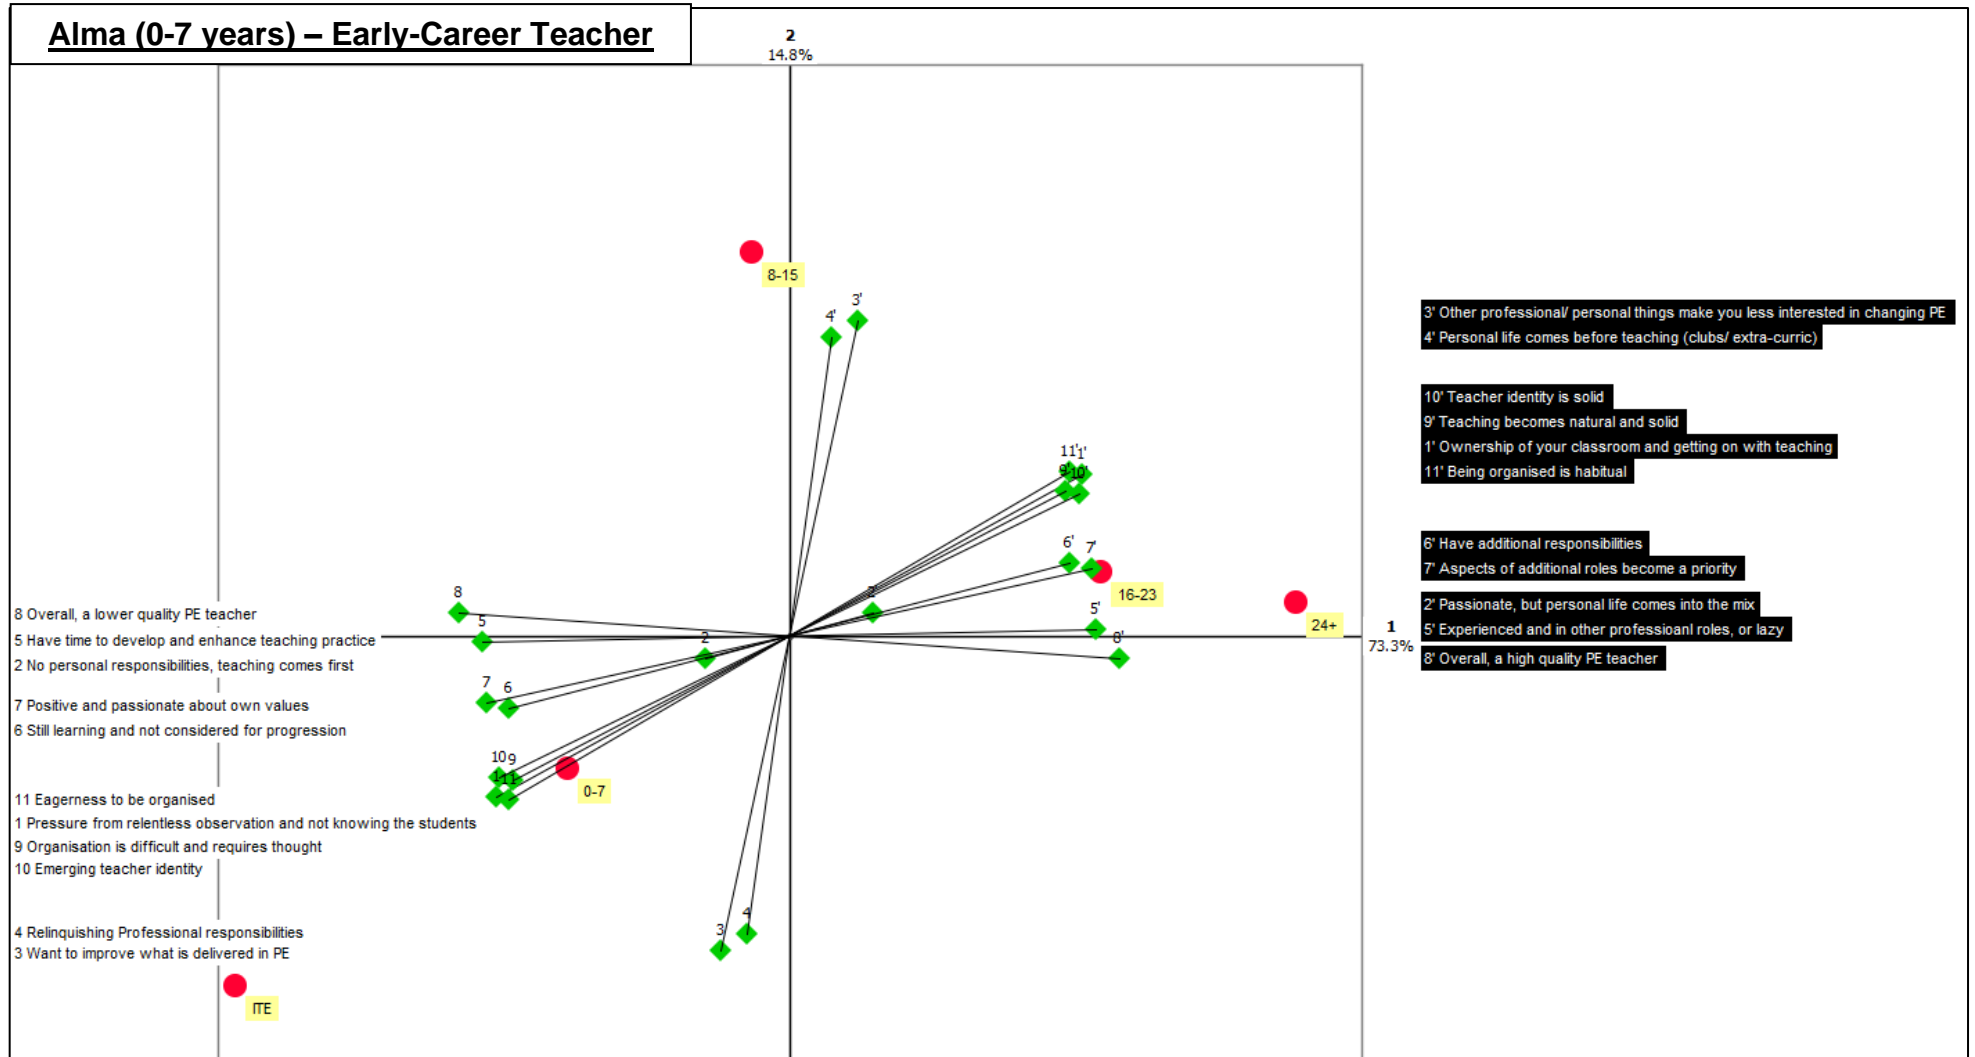 Alma (0-7 years) – Early-Career Teacher
2
14.8%
8-15
3'
4'
3' Other professional/ personal things make you less interested in changing PE
4' Personal life comes before teaching (clubs/ extra-curric)
10' Teacher identity is solid
9' Teaching becomes natural and solid
1' Ownership of your classroom and getting on with teaching
11' Being organised is habitual
11'
1'
9'
10'
6'
7'
6' Have additional responsibilities
7' Aspects of additional roles become a priority
16-23
2'
5'
24+
8'
1
73.3%
2' Passionate, but personal life comes into the mix
5' Experienced and in other professioanl roles, or lazy
8' Overall, a high quality PE teacher
8
5
2
8 Overall, a lower quality PE teacher
5 Have time to develop and enhance teaching practice
2 No personal responsibilities, teaching comes first
7
6
7 Positive and passionate about own values
6 Still learning and not considered for progression
10
9
1
11
0-7
11 Eagerness to be organised
1 Pressure from relentless observation and not knowing the students
9 Organisation is difficult and requires thought
10 Emerging teacher identity
4
3
4 Relinquishing Professional responsibilities
3 Want to improve what is delivered in PE
ITE